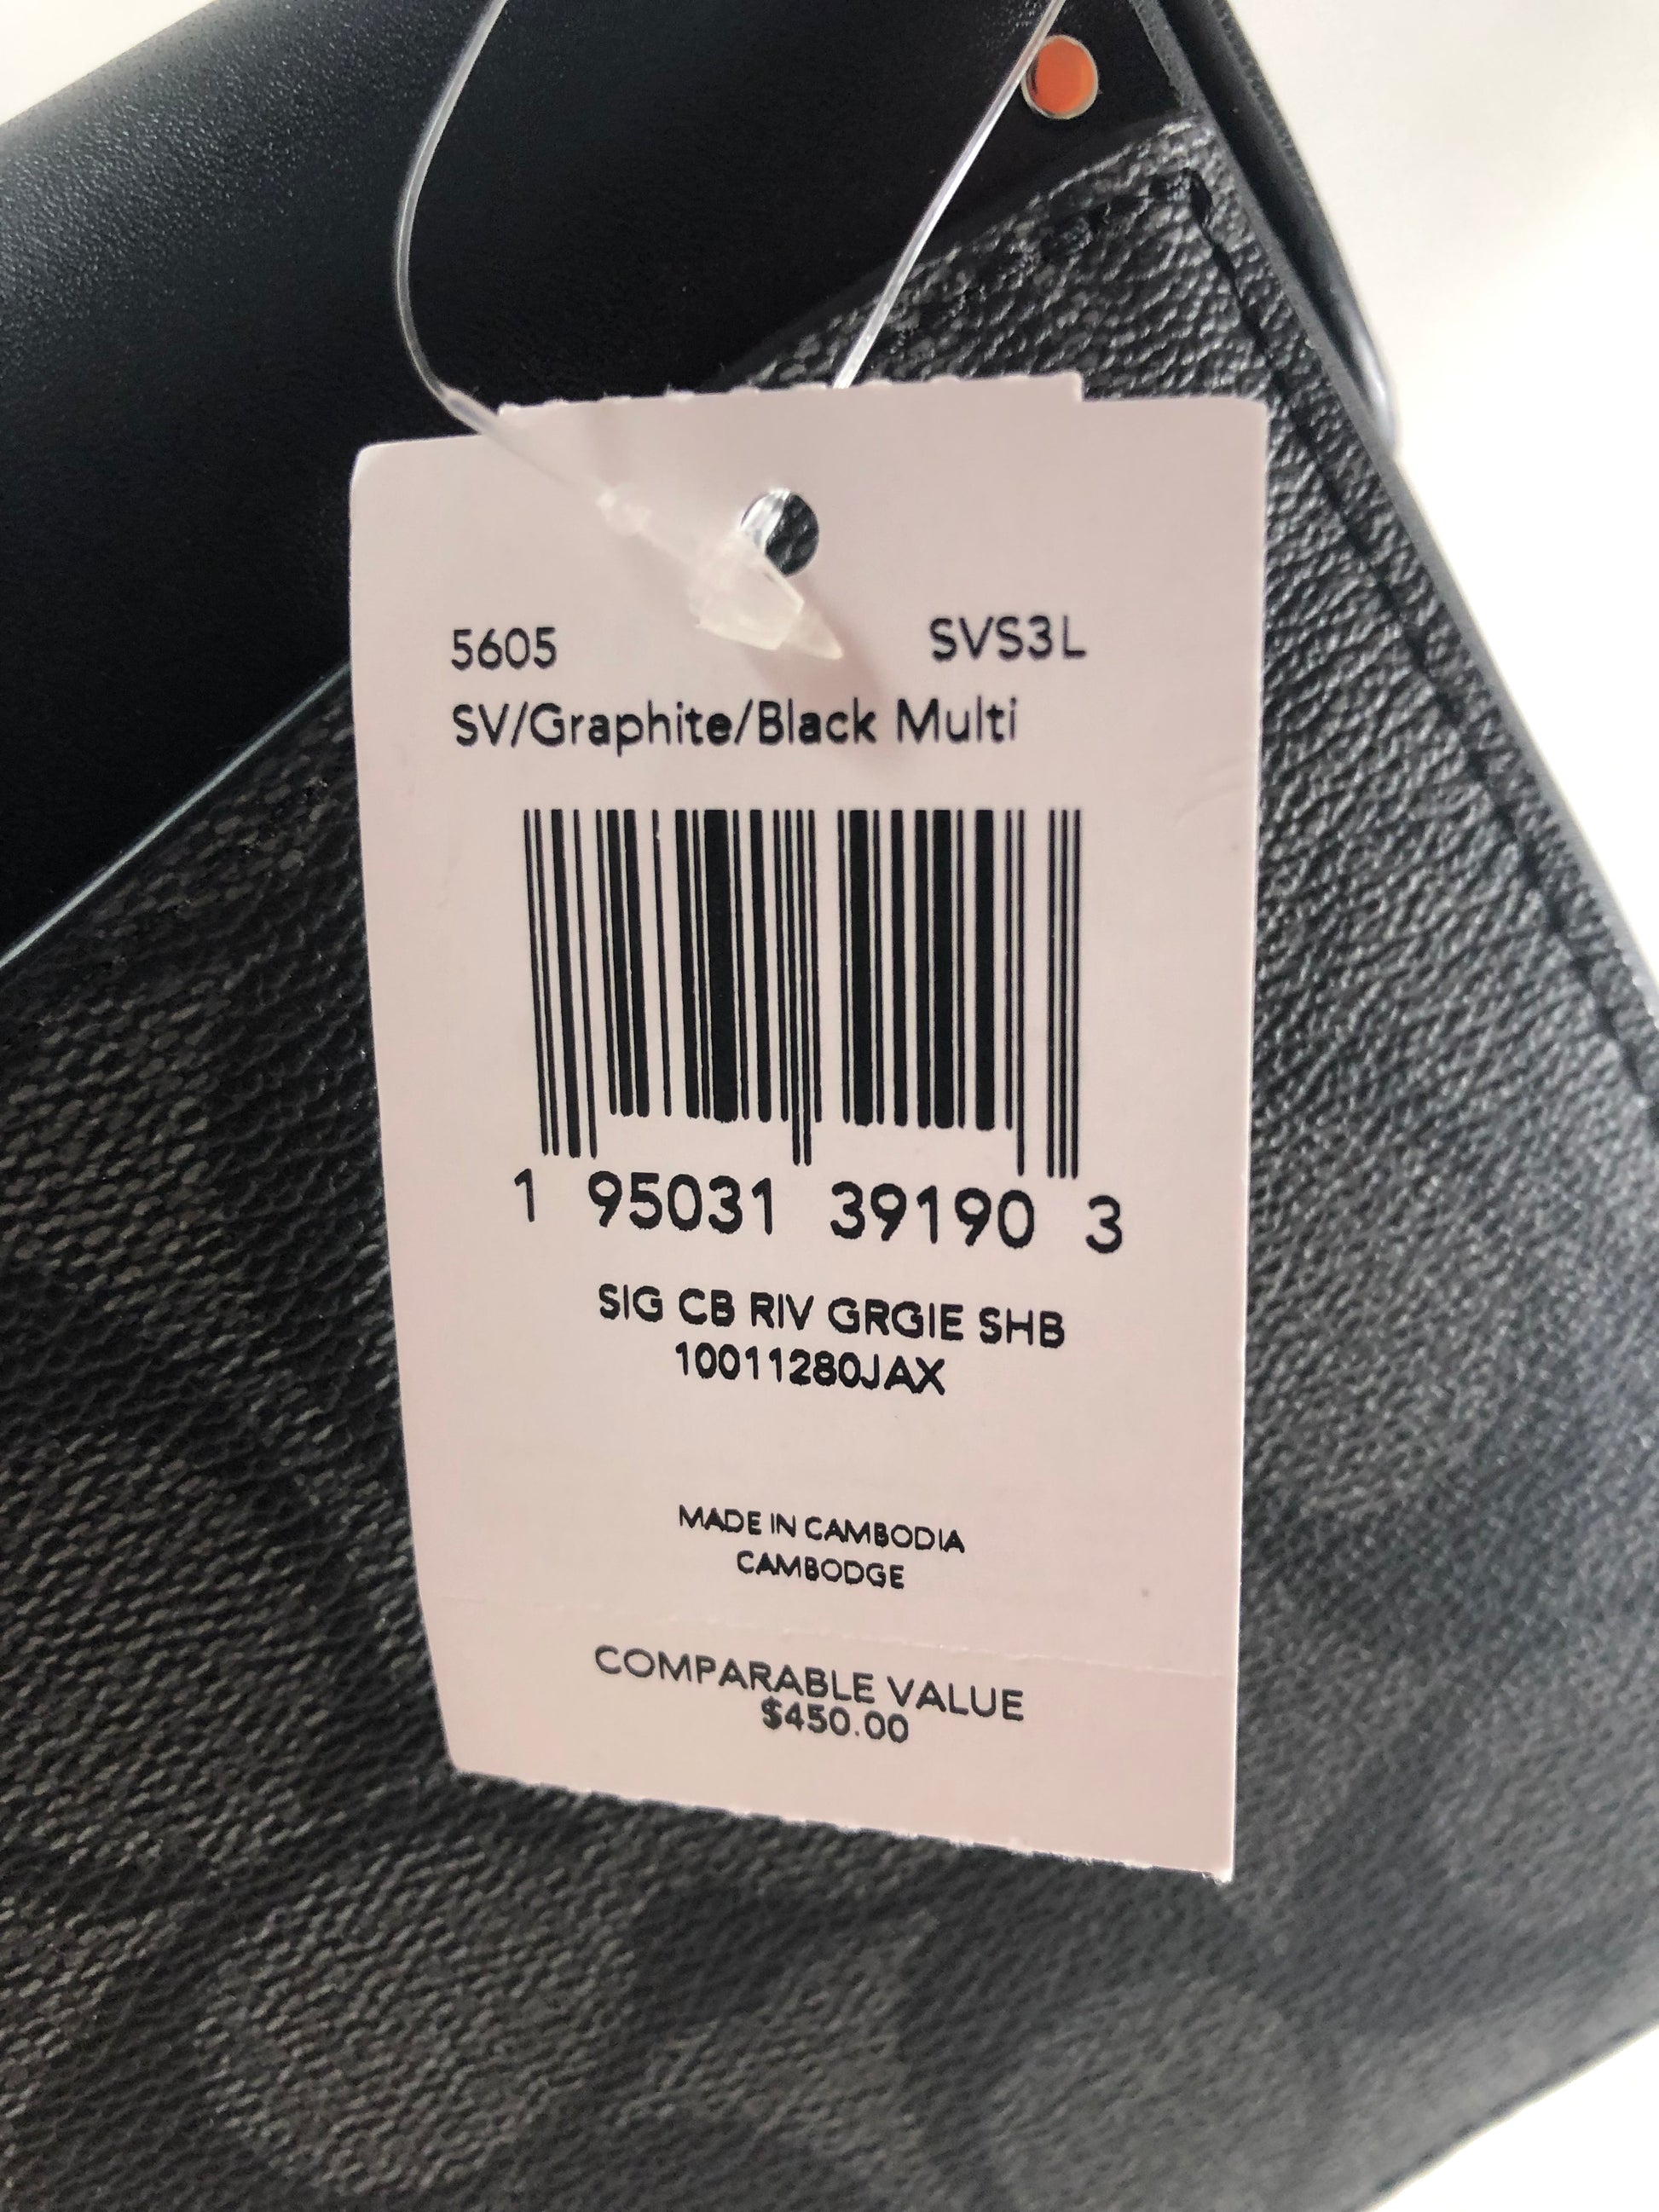 5605 SVS3L
SV/Graphite/Black Multi
1 95031 39190 3
SIG CB RIV GRGIE SHB
10011280JAX
MADE IN CAMBODIA
CAMBODGE
COMPARABLE VALUE
$450.00